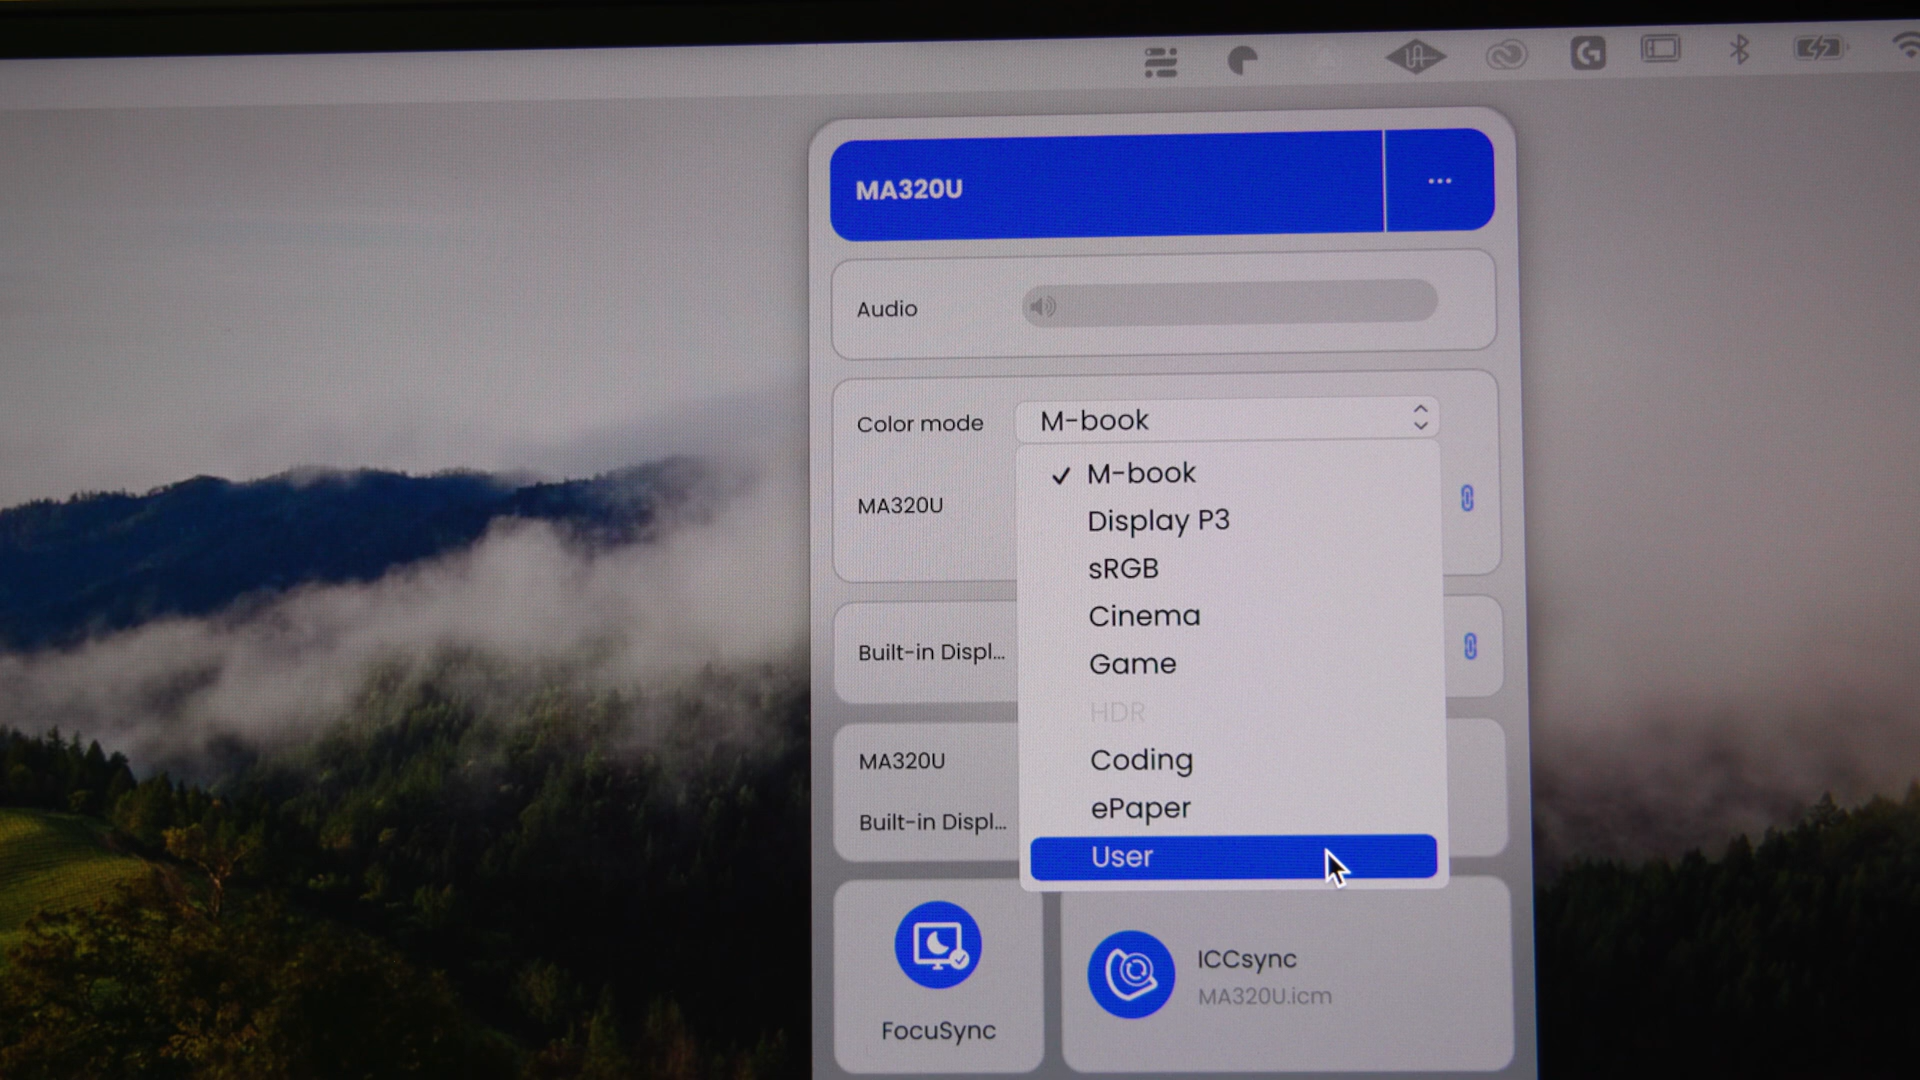 MA320U
...
Audio
Color mode
M-book
M-book
Display P3
sRGB
Cinema
Game
HDR
Coding
ePaper
User
MA320U
Built-in Displ...
MA320U
Built-in Displ...
FocuSync
ICCsync
MA320U.icm